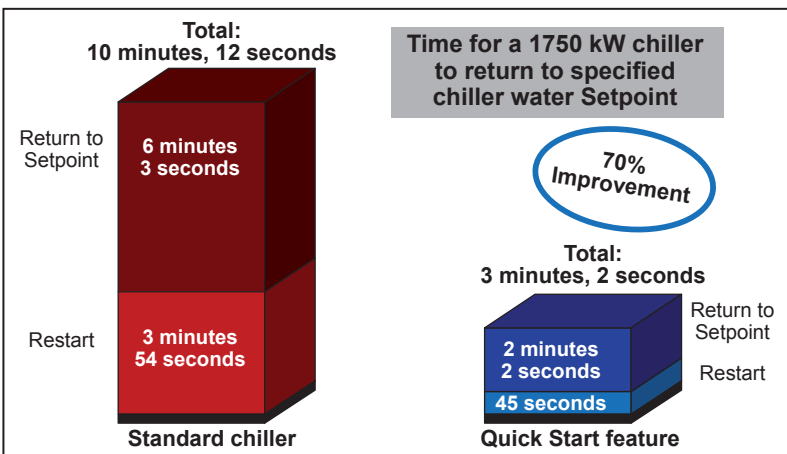 Total:
10 minutes, 12 seconds
Time for a 1750 kW chiller
to return to specified
chiller water Setpoint
Return to
Setpoint
6 minutes
3 seconds
70%
Improvement
Total:
3 minutes, 2 seconds
Restart
3 minutes
54 seconds
2 minutes
2 seconds
Return to
Setpoint
45 seconds
Restart
Standard chiller
Quick Start feature